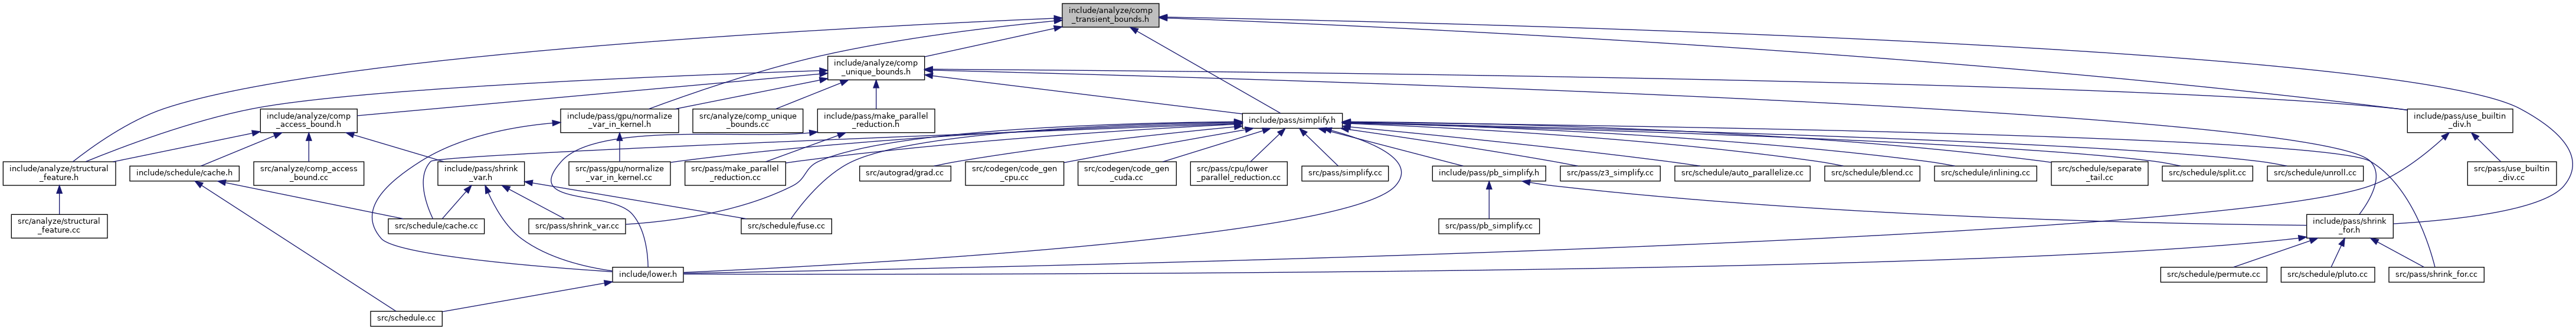 include/analyze/comp
_transient_bounds.h
include/analyze/comp
_unique_bounds.h
include/analyze/comp
_access_bound.h
include/pass/gpu/normalize
_var_in_kernel.h
src/analyze/comp_unique
_bounds.cc
include/pass/make_parallel
_reduction.h
include/pass/simplify.h
include/pass/use_builtin
_div.h
include/analyze/structural
_feature.h
include/schedule/cache.h
src/analyze/comp_access
_bound.cc
include/pass/shrink
_var.h
src/pass/gpu/normalize
_var_in_kernel.cc
src/pass/make_parallel
_reduction.cc
src/autograd/grad.cc
src/codegen/code_gen
_cpu.cc
src/codegen/code_gen
_cuda.cc
src/pass/cpu/lower
_parallel_reduction.cc
src/pass/simplify.cc
include/pass/pb_simplify.h
src/pass/z3_simplify.cc
src/schedule/auto_parallelize.cc
src/schedule/blend.cc
src/schedule/inlining.cc
src/schedule/separate
_tail.cc
src/schedule/split.cc
src/schedule/unroll.cc
src/pass/use_builtin
_div.cc
src/analyze/structural
_feature.cc
src/schedule/cache.cc
src/pass/shrink_var.cc
src/schedule/fuse.cc
src/pass/pb_simplify.cc
include/pass/shrink
_for.h
include/lower.h
src/schedule/permute.cc
src/schedule/pluto.cc
src/pass/shrink_for.cc
src/schedule.cc